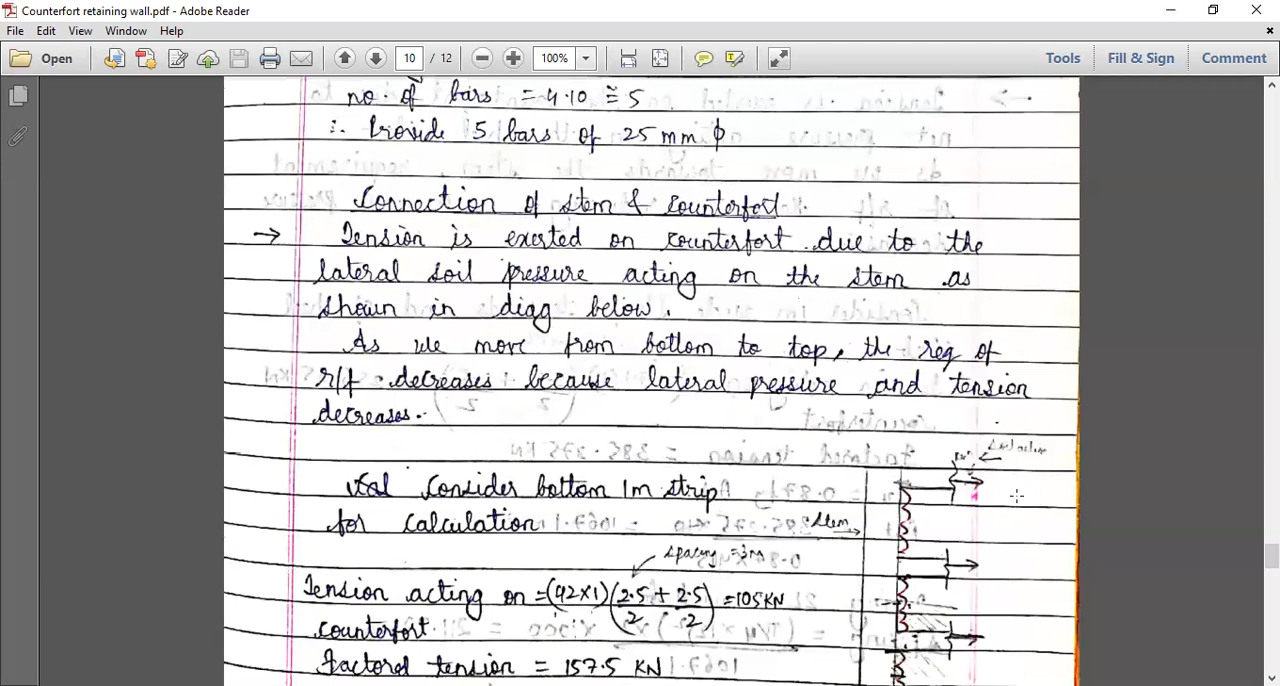 Counterfort retaining wall.pdf - Adobe Reader
File Edit View Window Help
Open 10 / 12 100% Tools Fill & Sign Comment
no. of bars = 4.10 ≅ 5
∴ Provide 5 bars of 25 mm ϕ
Connection of stem & counterfort.
→ Tension is exerted on counterfort due to the
lateral soil pressure acting on the stem as
shown in diag below.
As we move from bottom to top, the req of
r/f decreases because lateral pressure and tension
decreases.
Consider bottom 1m strip
for calculation
Stem
spacing = 3m
Tension acting on = (42×1) (2.5/2 + 2.5/2) = 105 KN
counterfort.
Factored tension = 157.5 KN